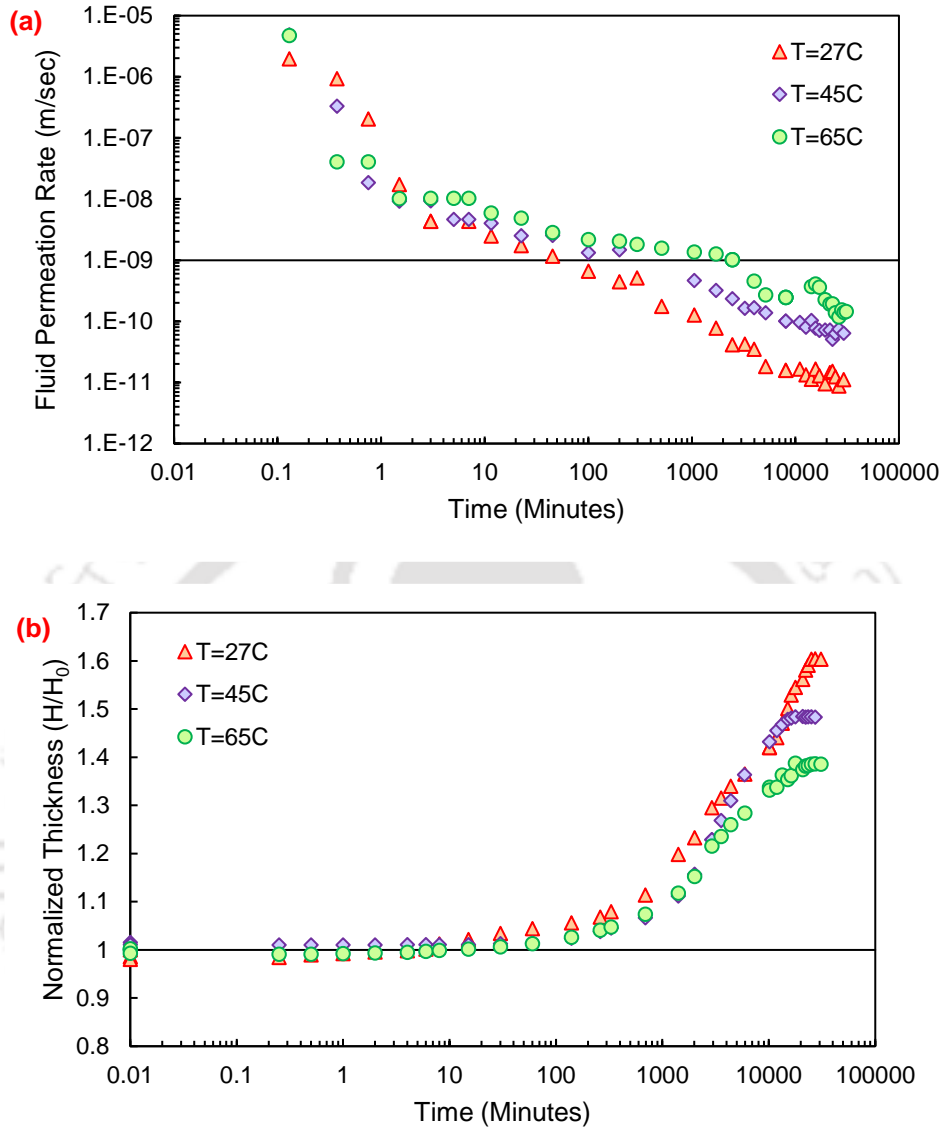 (a)
Fluid Permeation Rate (m/sec)
1.E-05
1.E-06
1.E-07
1.E-08
1.E-09
1.E-10
1.E-11
1.E-12
T=27C
T=45C
T=65C
0.01 0.1 1 10 100 1000 10000 100000
Time (Minutes)
(b)
Normalized Thickness (H/H₀)
1.7
1.6
1.5
1.4
1.3
1.2
1.1
1
0.9
0.8
T=27C
T=45C
T=65C
0.01 0.1 1 10 100 1000 10000 100000
Time (Minutes)